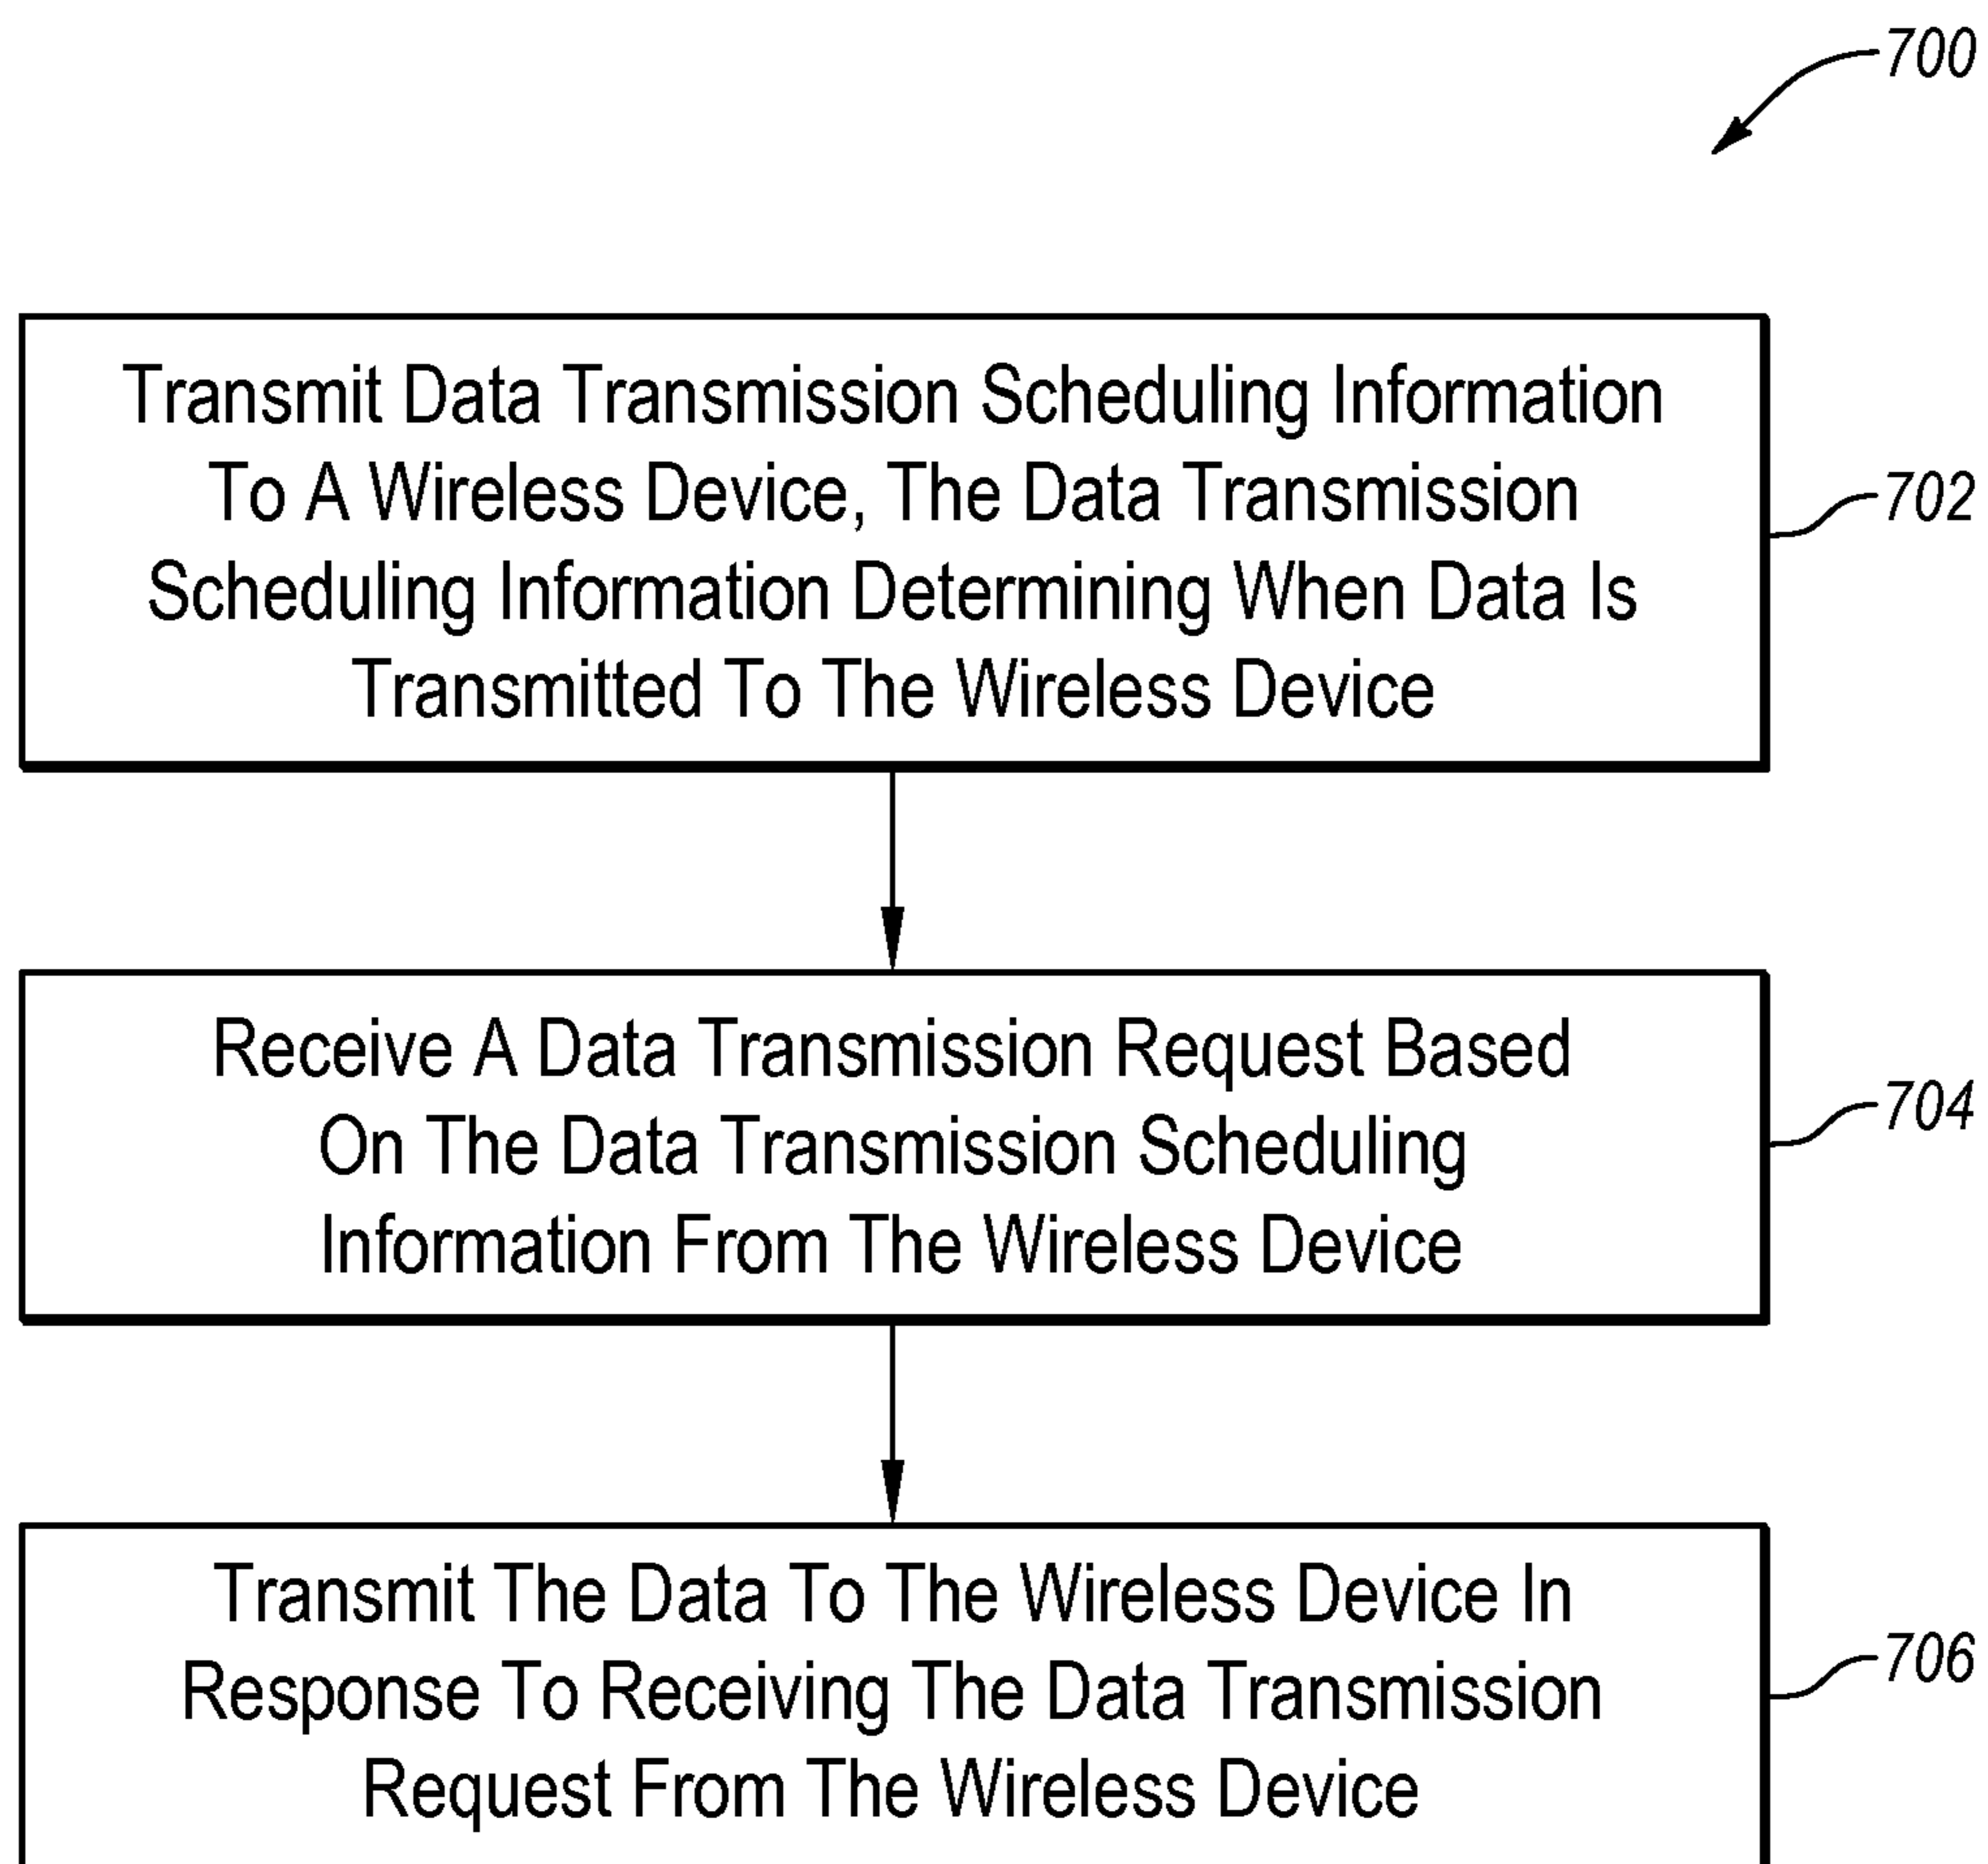 700
Transmit Data Transmission Scheduling Information
To A Wireless Device, The Data Transmission
Scheduling Information Determining When Data Is
Transmitted To The Wireless Device
702
Receive A Data Transmission Request Based
On The Data Transmission Scheduling
Information From The Wireless Device
704
Transmit The Data To The Wireless Device In
Response To Receiving The Data Transmission
Request From The Wireless Device
706